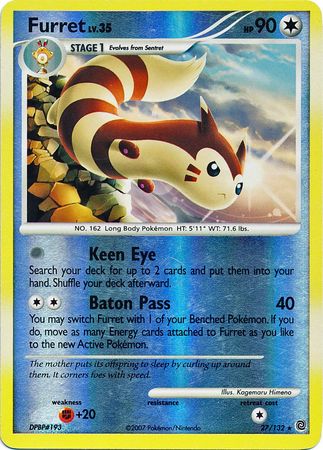 Furret LV.35 HP 90
STAGE 1 Evolves from Sentret
NO. 162 Long Body Pokémon HT: 5'11" WT: 71.6 lbs.
Keen Eye
Search your deck for up to 2 cards and put them into your
hand. Shuffle your deck afterward.
Baton Pass 40
You may switch Furret with 1 of your Benched Pokémon. If you
do, move as many Energy cards attached to Furret as you like
to the new Active Pokémon.
The mother puts its offspring to sleep by curling up around
them. It corners foes with speed.
Illus. Kagemaru Himeno
weakness resistance retreat cost
+20
27/132 ★
DPBP#193 ©2007 Pokémon/Nintendo